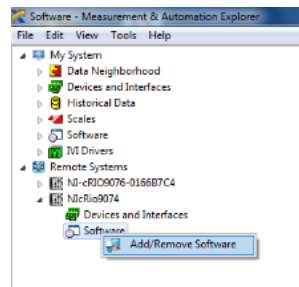 Software - Measurement & Automation Explorer
File Edit View Tools Help
My System
Data Neighborhood
Devices and Interfaces
Historical Data
Scales
Software
IVI Drivers
Remote Systems
NI-cRIO9076-0166B7C4
NIcRio9074
Devices and Interfaces
Software
Add/Remove Software